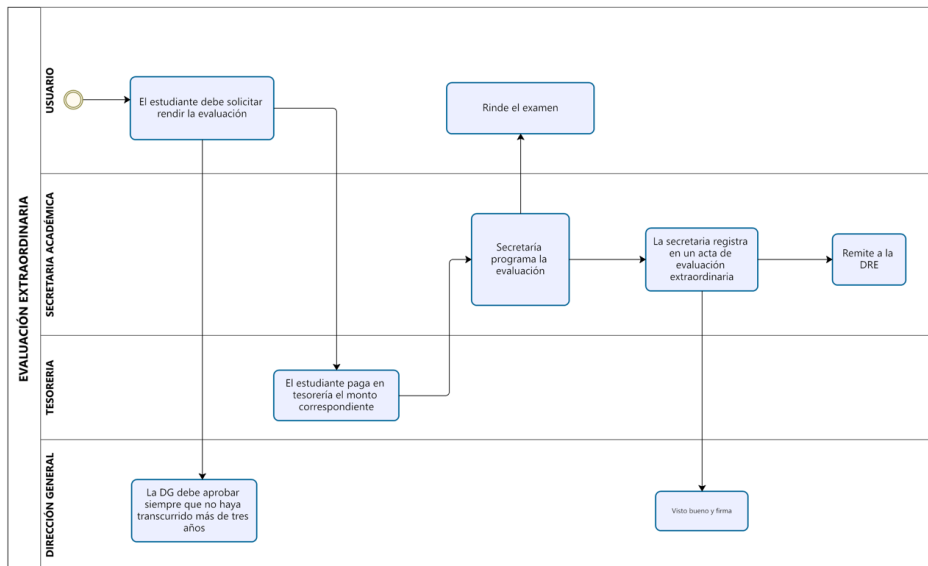 EVALUACIÓN EXTRAORDINARIA
USUARIO
El estudiante debe solicitar
rendir la evaluación
Rinde el examen
SECRETARIA ACADÉMICA
Secretaría
programa la
evaluación
La secretaria registra
en un acta de
evaluación
extraordinaria
Remite a la
DRE
TESORERIA
El estudiante paga en
tesorería el monto
correspondiente
DIRECCIÓN GENERAL
La DG debe aprobar
siempre que no haya
transcurrido más de tres
años
Visto bueno y firma